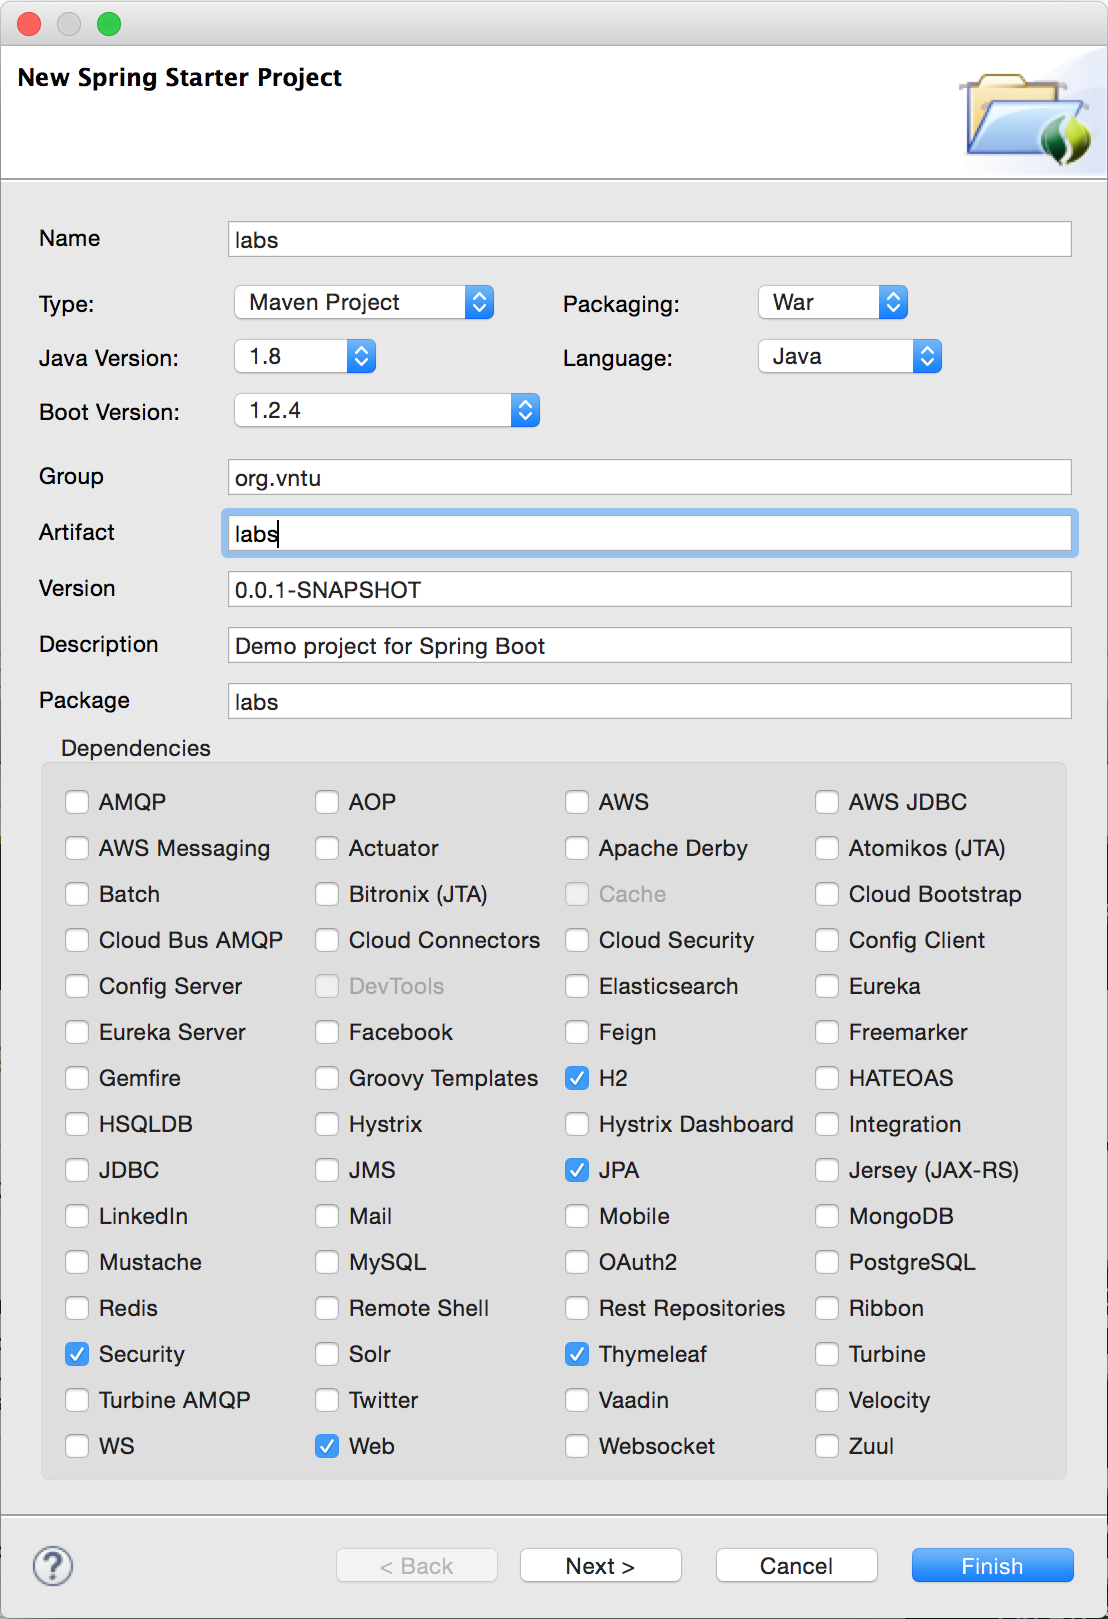 New Spring Starter Project
Name labs
Type: Maven Project Packaging: War
Java Version: 1.8 Language: Java
Boot Version: 1.2.4
Group org.vntu
Artifact labs
Version 0.0.1-SNAPSHOT
Description Demo project for Spring Boot
Package labs
Dependencies
AMQP AOP AWS AWS JDBC
AWS Messaging Actuator Apache Derby Atomikos (JTA)
Batch Bitronix (JTA) Cache Cloud Bootstrap
Cloud Bus AMQP Cloud Connectors Cloud Security Config Client
Config Server DevTools Elasticsearch Eureka
Eureka Server Facebook Feign Freemarker
Gemfire Groovy Templates H2 HATEOAS
HSQLDB Hystrix Hystrix Dashboard Integration
JDBC JMS JPA Jersey (JAX-RS)
LinkedIn Mail Mobile MongoDB
Mustache MySQL OAuth2 PostgreSQL
Redis Remote Shell Rest Repositories Ribbon
Security Solr Thymeleaf Turbine
Turbine AMQP Twitter Vaadin Velocity
WS Web Websocket Zuul
? < Back Next > Cancel Finish